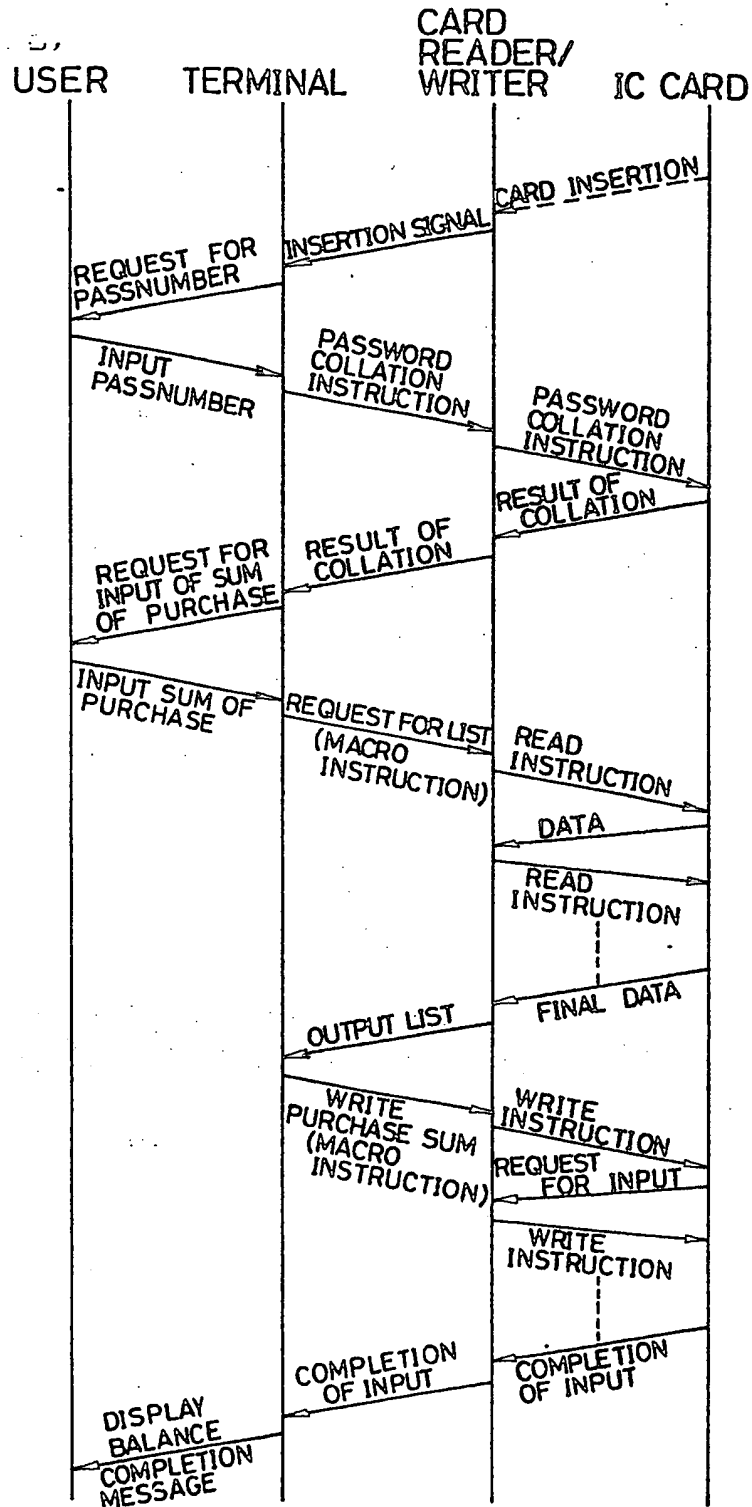 USER
TERMINAL
CARD
READER/
WRITER
IC CARD
CARD INSERTION
INSERTION SIGNAL
REQUEST FOR
PASSNUMBER
INPUT
PASSNUMBER
PASSWORD
COLLATION
INSTRUCTION
PASSWORD
COLLATION
INSTRUCTION
RESULT OF
COLLATION
RESULT OF
COLLATION
REQUEST FOR
INPUT OF SUM
OF PURCHASE
INPUT SUM OF
PURCHASE
REQUEST FOR LIST
(MACRO
INSTRUCTION)
READ
INSTRUCTION
DATA
READ
INSTRUCTION
FINAL DATA
OUTPUT LIST
WRITE
PURCHASE SUM
(MACRO
INSTRUCTION)
WRITE
INSTRUCTION
REQUEST
FOR INPUT
WRITE
INSTRUCTION
COMPLETION
OF INPUT
COMPLETION
OF INPUT
DISPLAY
BALANCE
COMPLETION
MESSAGE